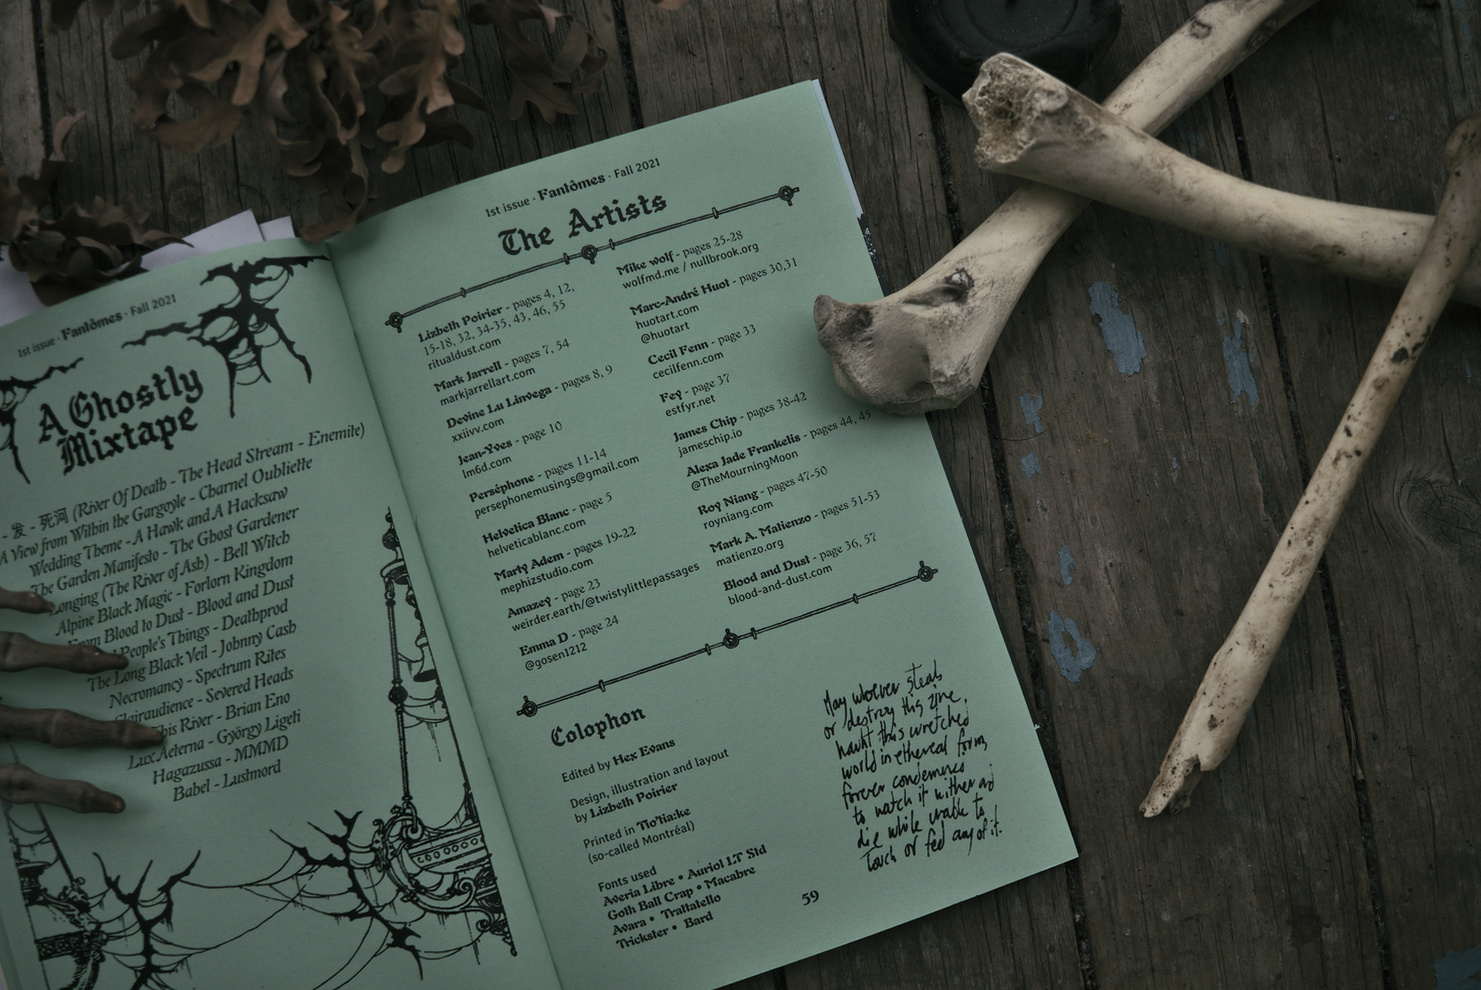 1st issue · Fantômes · Fall 2021
A Ghostly
Mixtape
- 发 - 死河 (River Of Death - The Head Stream - Enemite)
A View from Within the Gargoyle - Charnel Oubliette
Wedding Theme - A Hawk and A Hacksaw
The Garden Manifesto - The Ghost Gardener
Longing (The River of Ash) - Bell Witch
Alpine Black Magic - Forlorn Kingdom
From Blood to Dust - Blood and Dust
People's Things - Deathprod
The Long Black Veil - Johnny Cash
Necromancy - Spectrum Rites
Clairaudience - Severed Heads
This River - Brian Eno
Lux Aeterna - György Ligeti
Hagazussa - MMMD
Babel - Lustmord
1st issue · Fantômes · Fall 2021
The Artists
Lizbeth Poirier - pages 4, 12,
15-18, 32, 34-35, 43, 46, 55
ritualdust.com
Mark Jarrell - pages 7, 54
markjarrellart.com
Devine Lu Linvega - pages 8, 9
xxiivv.com
Jean-Yves - page 10
lm6d.com
Perséphone - pages 11-14
persephonemusings@gmail.com
Helvetica Blanc - page 5
helveticablanc.com
Marty Adem - pages 19-22
mephizstudio.com
Amazey - page 23
weirder.earth/@twistylittlepassages
Emma D - page 24
@gosen1212
Mike wolf - pages 25-28
wolfmd.me / nullbrook.org
Marc-André Huot - pages 30,31
huotart.com
@huotart
Cecil Fenn - page 33
cecilfenn.com
Fey - page 37
estfyr.net
James Chip - pages 38-42
jameschip.io
Alexa Jade Frankelis - pages 44, 45
@TheMourningMoon
Roy Niang - pages 47-50
royniang.com
Mark A. Matienzo - pages 51-53
matienzo.org
Blood and Dust - page 36, 57
blood-and-dust.com
Colophon
Edited by Hex Evans
Design, illustration and layout
by Lizbeth Poirier
Printed in Tio'tia:ke
(so-called Montréal)
Fonts used
Averia Libre • Auriol LT Std
Goth Ball Crap • Macabre
Avara • Trattatello
Trickster • Bard
May whoever steals
or destroy this zine
haunt this wretched
world in ethereal form,
forever condemned
to watch it wither and
die while unable to
touch or feel any of it.
59